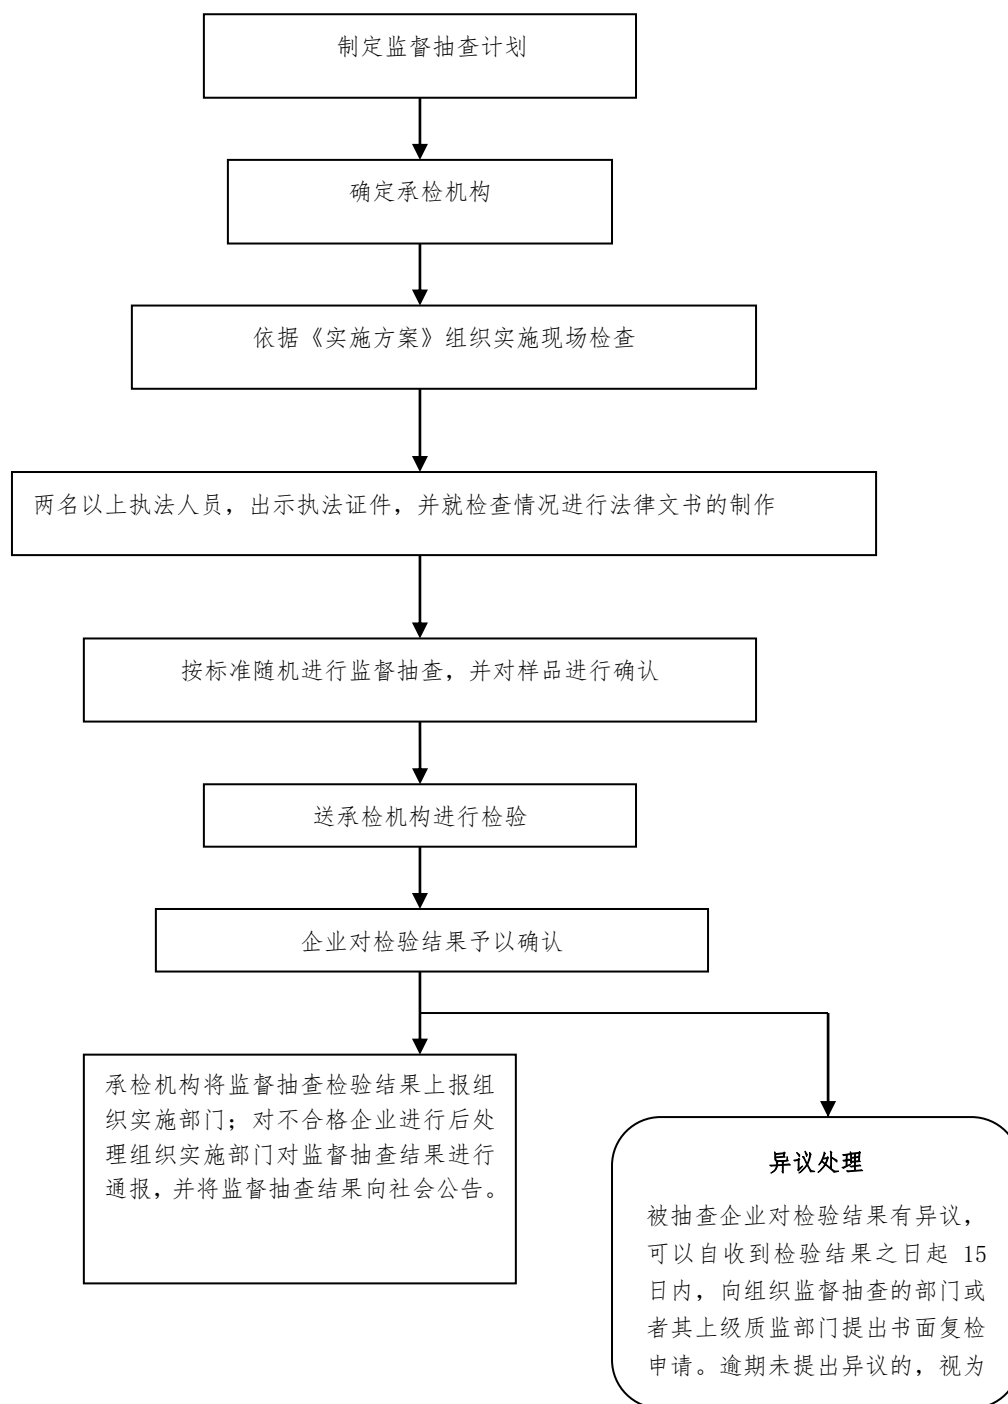 制定监督抽查计划
确定承检机构
依据《实施方案》组织实施现场检查
两名以上执法人员，出示执法证件，并就检查情况进行法律文书的制作
按标准随机进行监督抽查，并对样品进行确认
送承检机构进行检验
企业对检验结果予以确认
承检机构将监督抽查检验结果上报组
织实施部门；对不合格企业进行后处
理组织实施部门对监督抽查结果进行
通报，并将监督抽查结果向社会公告。
异议处理
被抽查企业对检验结果有异议，
可以自收到检验结果之日起 15
日内，向组织监督抽查的部门或
者其上级质监部门提出书面复检
申请。逾期未提出异议的，视为